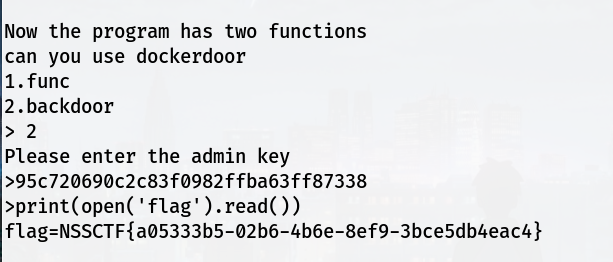 Now the program has two functions
can you use dockerdoor
1.func
2.backdoor
> 2
Please enter the admin key
>95c720690c2c83f0982ffba63ff87338
>print(open('flag').read())
flag=NSSCTF{a05333b5-02b6-4b6e-8ef9-3bce5db4eac4}